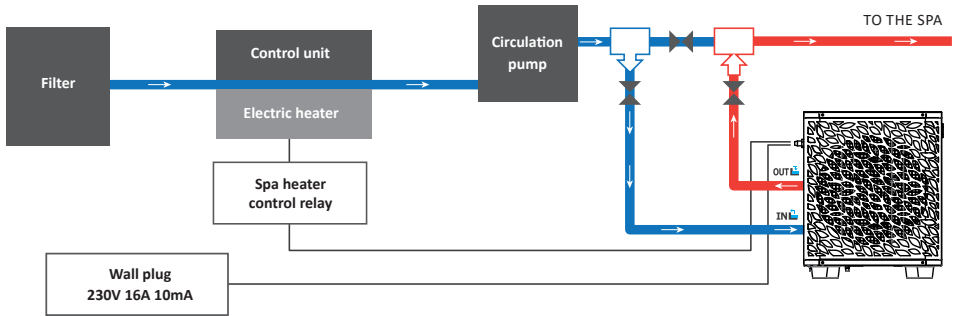 TO THE SPA
Filter
Control unit
Electric heater
Circulation
pump
Spa heater
control relay
OUT
IN
Wall plug
230V 16A 10mA